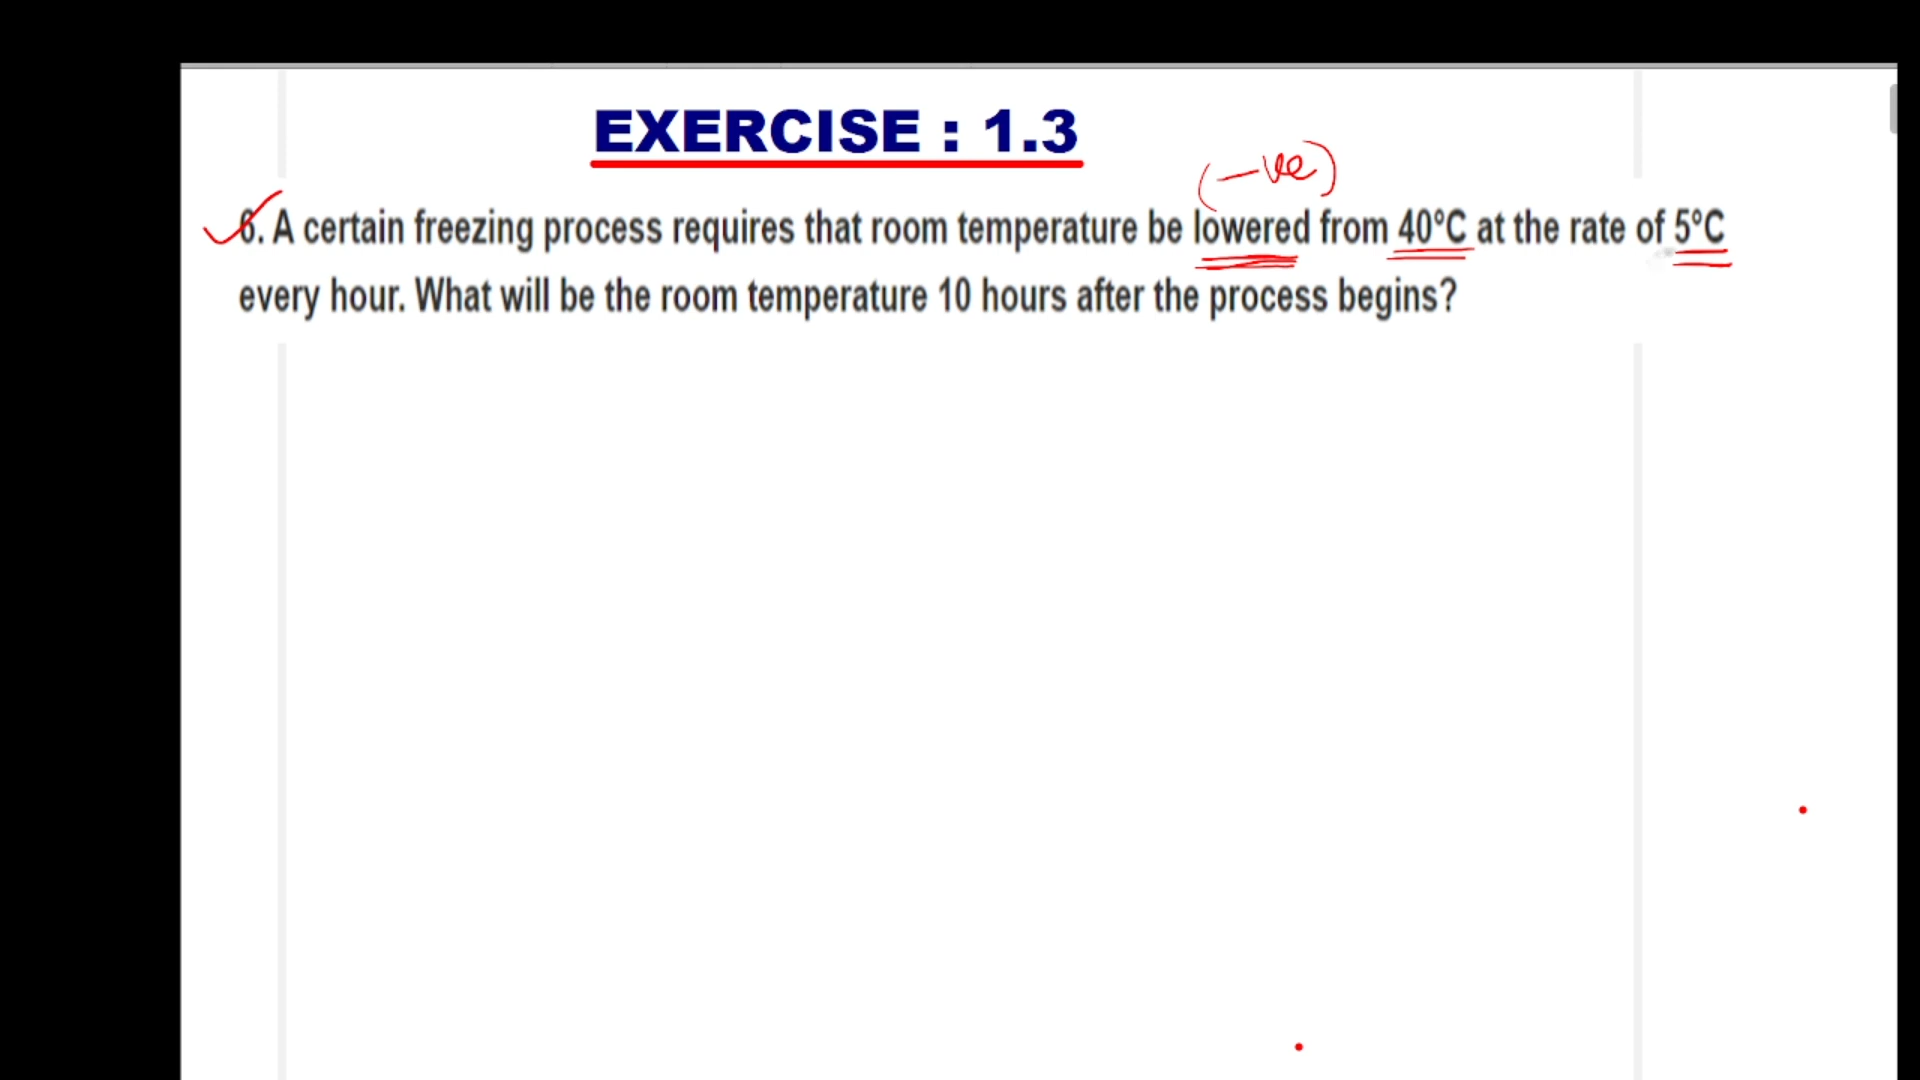 EXERCISE : 1.3
(-ve)
6. A certain freezing process requires that room temperature be lowered from 40°C at the rate of 5°C
every hour. What will be the room temperature 10 hours after the process begins?